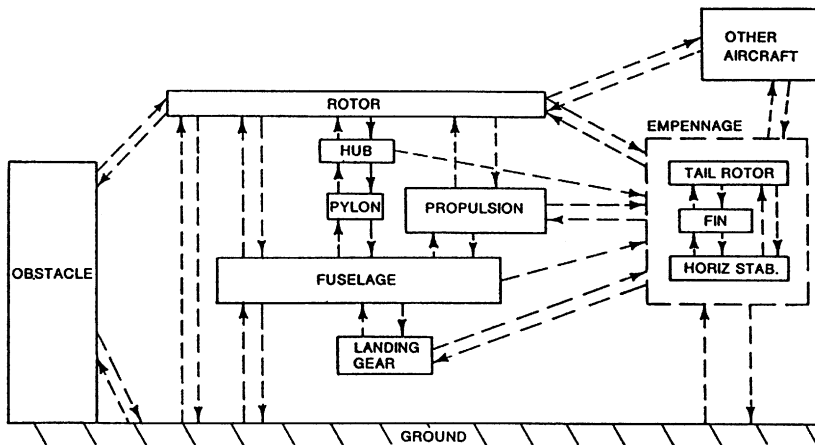 OTHER
AIRCRAFT
ROTOR
EMPENNAGE
HUB
TAIL ROTOR
PYLON
PROPULSION
FIN
OBSTACLE
FUSELAGE
HORIZ STAB.
LANDING
GEAR
GROUND